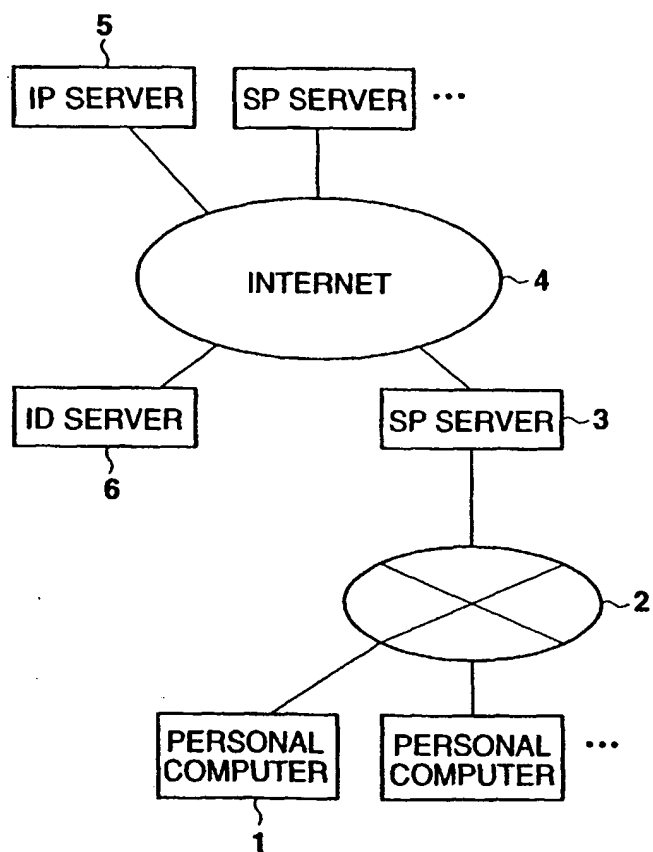 5
IP SERVER
SP SERVER ...
INTERNET
4
ID SERVER
SP SERVER
3
6
2
PERSONAL
COMPUTER
PERSONAL
COMPUTER
...
1